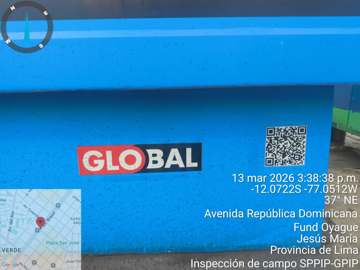 GLOBAL
13 mar 2026 3:38:38 p.m.
-12.0722S -77.0512W
37° NE
Avenida República Dominicana
Fund Oyague
Jesús María
Provincia de Lima
Inspección de campo SPPIP-GPIP
VERDE